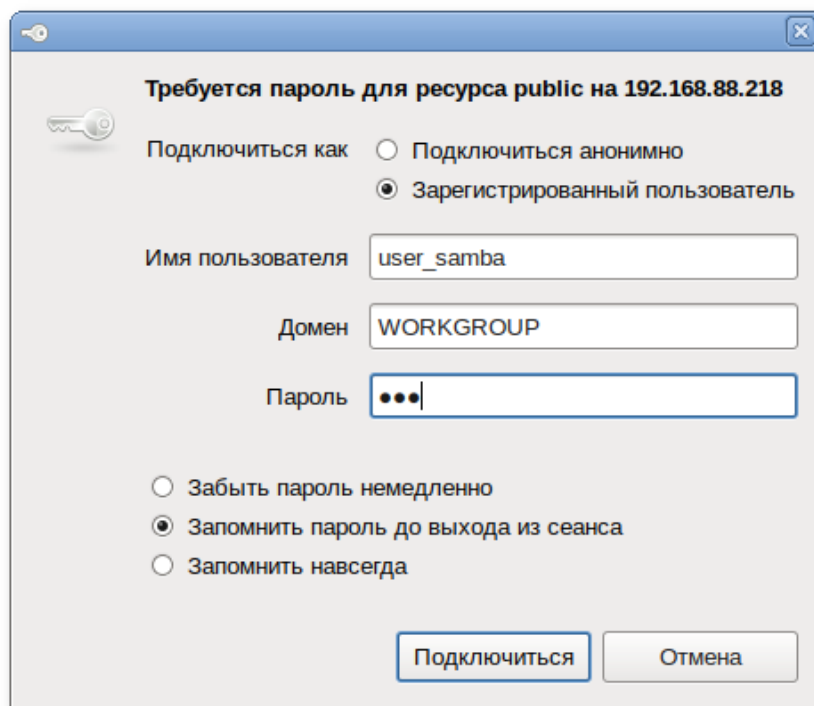 Требуется пароль для ресурса public на 192.168.88.218
Подключиться как
Подключиться анонимно
Зарегистрированный пользователь
Имя пользователя
user_samba
Домен
WORKGROUP
Пароль
●●●
Забыть пароль немедленно
Запомнить пароль до выхода из сеанса
Запомнить навсегда
Подключиться
Отмена